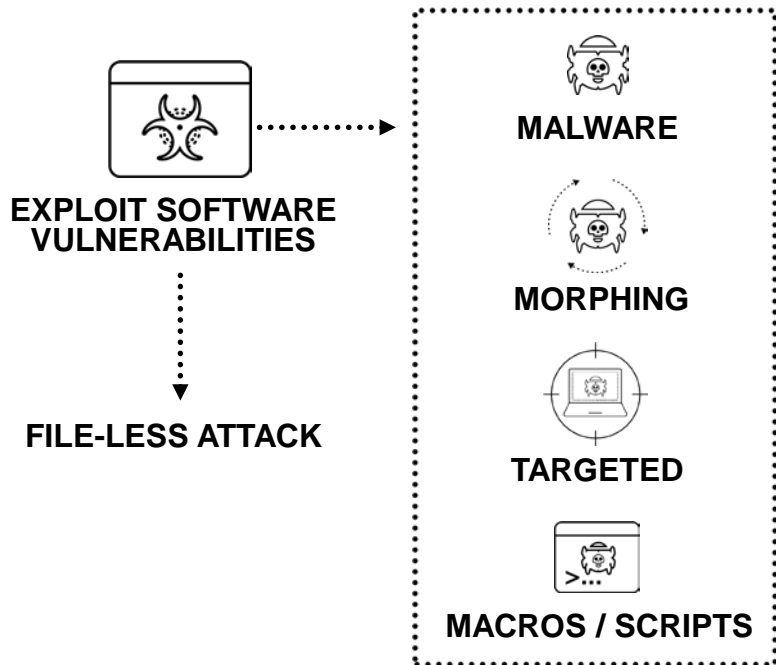 EXPLOIT SOFTWARE
VULNERABILITIES
FILE-LESS ATTACK
MALWARE
MORPHING
TARGETED
>...
MACROS / SCRIPTS